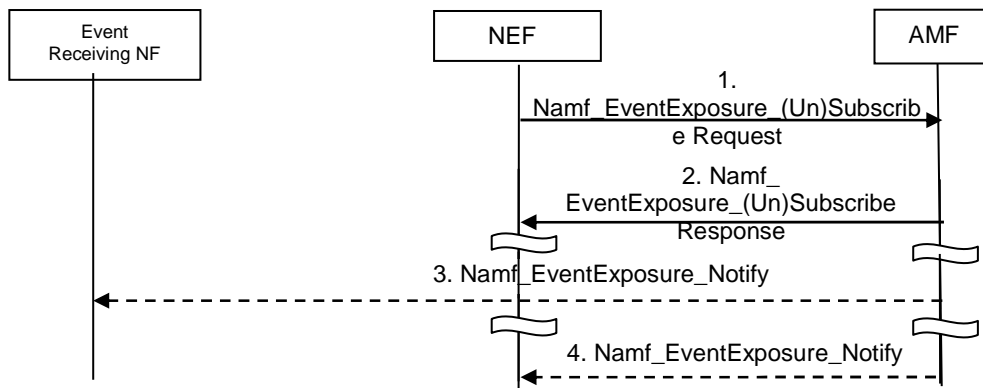 Event
Receiving NF
NEF
AMF
1.
Namf_EventExposure_(Un)Subscrib
e Request
2. Namf_
EventExposure_(Un)Subscribe
Response
3. Namf_EventExposure_Notify
4. Namf_EventExposure_Notify